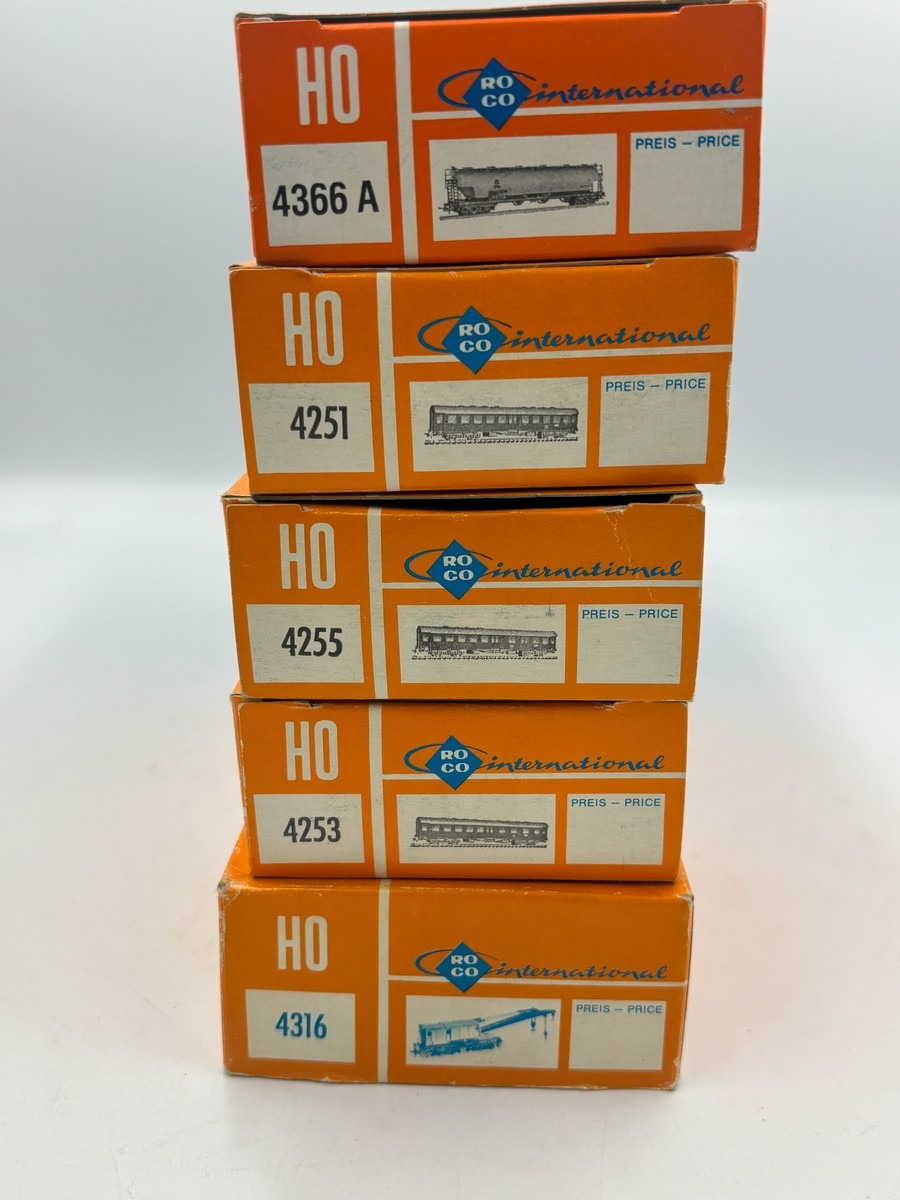 HO
ROCO international
4366 A
PREIS – PRICE
HO
ROCO international
4251
PREIS – PRICE
HO
ROCO international
4255
PREIS – PRICE
HO
ROCO international
4253
PREIS – PRICE
HO
ROCO international
4316
PREIS – PRICE